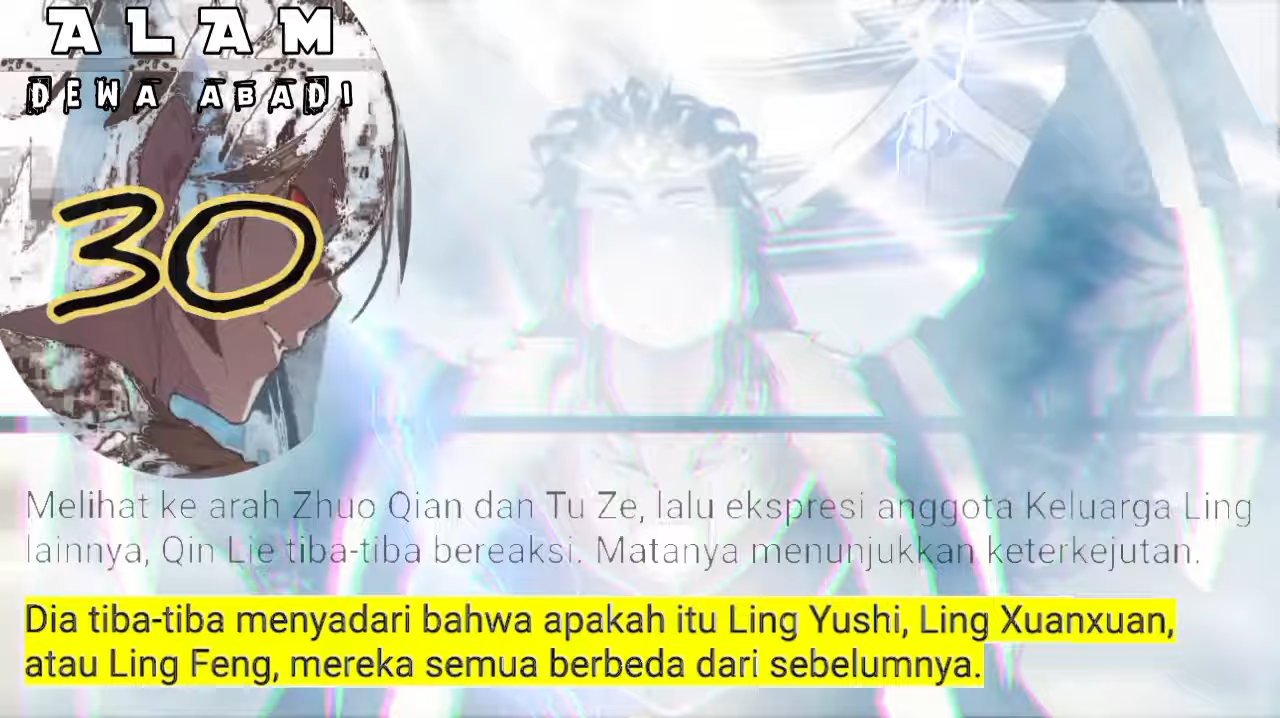 ALAM
DEWA ABADI
30
Melihat ke arah Zhuo Qian dan Tu Ze, lalu ekspresi anggota Keluarga Ling
lainnya, Qin Lie tiba-tiba bereaksi. Matanya menunjukkan keterkejutan.
Dia tiba-tiba menyadari bahwa apakah itu Ling Yushi, Ling Xuanxuan,
atau Ling Feng, mereka semua berbeda dari sebelumnya.